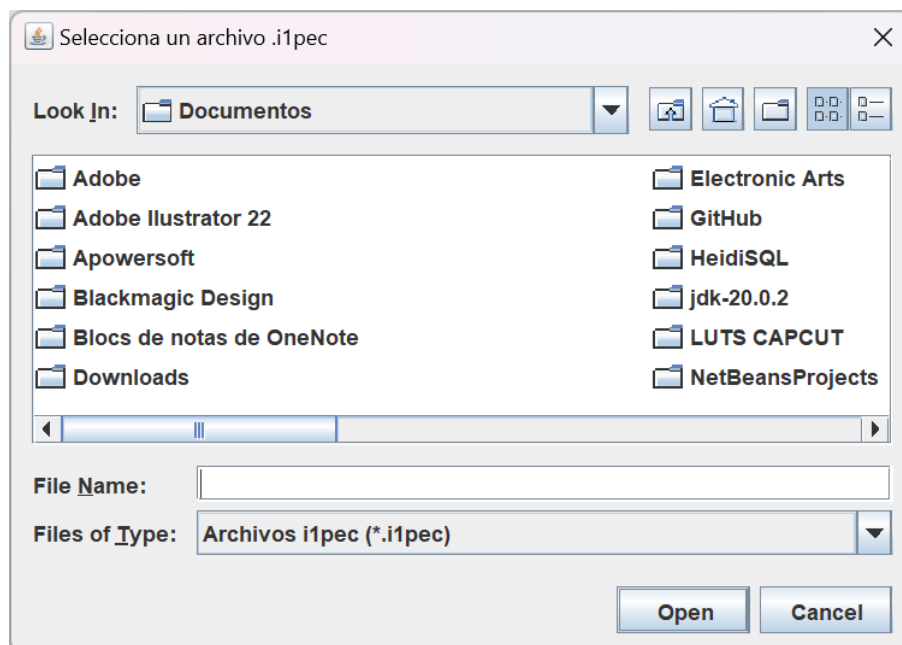 Selecciona un archivo .i1pec
Look In: Documentos
Adobe
Adobe Ilustrator 22
Apowersoft
Blackmagic Design
Blocs de notas de OneNote
Downloads
Electronic Arts
GitHub
HeidiSQL
jdk-20.0.2
LUTS CAPCUT
NetBeansProjects
File Name:
Files of Type: Archivos i1pec (*.i1pec)
Open Cancel